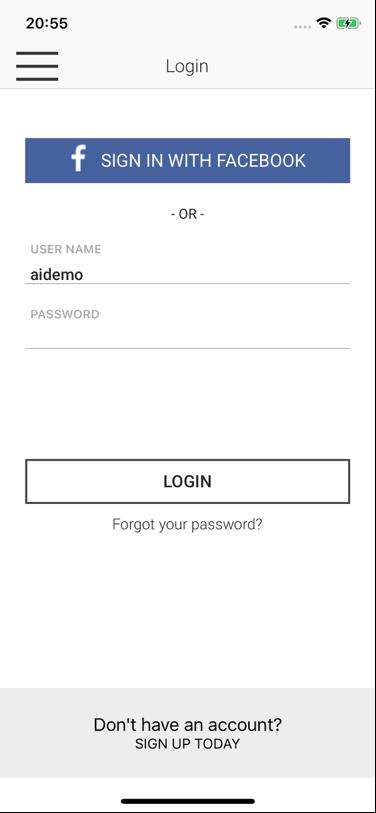 20:55
Login
f SIGN IN WITH FACEBOOK
- OR -
USER NAME
aidemo
PASSWORD
LOGIN
Forgot your password?
Don't have an account?
SIGN UP TODAY